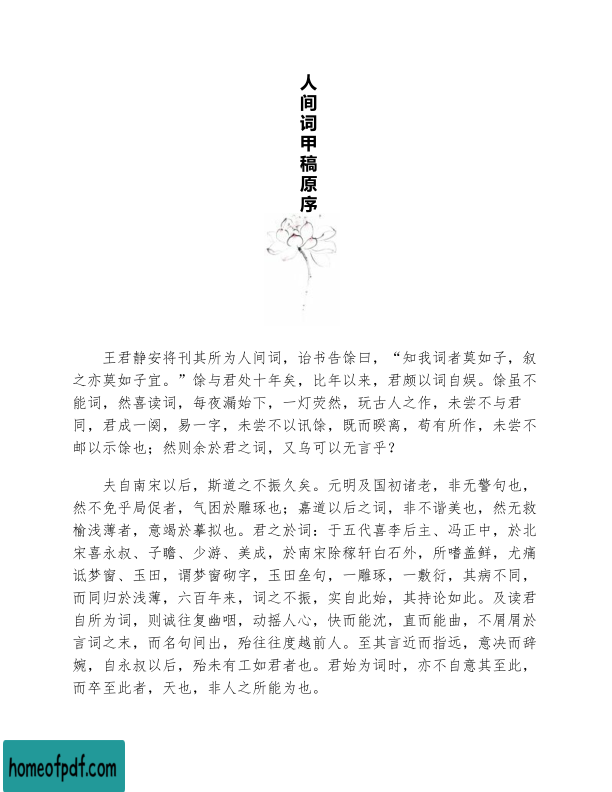 人间词甲稿原序
王君静安将刊其所为人间词，诒书告馀曰，“知我词者莫如子，叙
之亦莫如子宜。”馀与君处十年矣，比年以来，君颇以词自娱。馀虽不
能词，然喜读词，每夜漏始下，一灯荧然，玩古人之作，未尝不与君
同，君成一阕，易一字，未尝不以讯馀，既而暌离，苟有所作，未尝不
邮以示馀也；然则余於君之词，又乌可以无言乎？
夫自南宋以后，斯道之不振久矣。元明及国初诸老，非无警句也，
然不免乎局促者，气困於雕琢也；嘉道以后之词，非不谐美也，然无救
榆浅薄者，意竭於摹拟也。君之於词：于五代喜李后主、冯正中，於北
宋喜永叔、子瞻、少游、美成，於南宋除稼轩白石外，所嗜盖鲜，尤痛
诋梦窗、玉田，谓梦窗砌字，玉田垒句，一雕琢，一敷衍，其病不同，
而同归於浅薄，六百年来，词之不振，实自此始，其持论如此。及读君
自所为词，则诚往复幽咽，动摇人心，快而能沈，直而能曲，不屑屑於
言词之末，而名句间出，殆往往度越前人。至其言近而指远，意决而辞
婉，自永叔以后，殆未有工如君者也。君始为词时，亦不自意其至此，
而卒至此者，天也，非人之所能为也。
homeofpdf.com